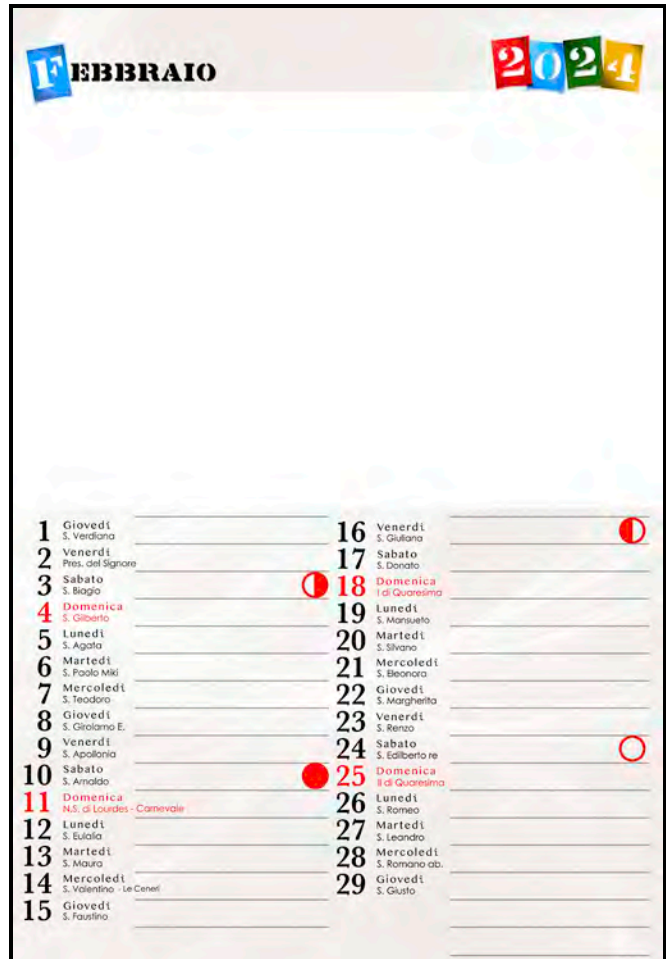 FEBBRAIO
2024
1 Giovedì
S. Verdiana
2 Venerdì
Pres. del Signore
3 Sabato
S. Biagio
4 Domenica
S. Gilberto
5 Lunedì
S. Agata
6 Martedì
S. Paolo Miki
7 Mercoledì
S. Teodoro
8 Giovedì
S. Girolamo E.
9 Venerdì
S. Apollonia
10 Sabato
S. Arnaldo
11 Domenica
N.S. di Lourdes - Carnevale
12 Lunedì
S. Eulalia
13 Martedì
S. Maura
14 Mercoledì
S. Valentino - Le Ceneri
15 Giovedì
S. Faustino
16 Venerdì
S. Giuliana
17 Sabato
S. Donato
18 Domenica
I di Quaresima
19 Lunedì
S. Mansueto
20 Martedì
S. Silvano
21 Mercoledì
S. Eleonora
22 Giovedì
S. Margherita
23 Venerdì
S. Renzo
24 Sabato
S. Edilberto re
25 Domenica
II di Quaresima
26 Lunedì
S. Romeo
27 Martedì
S. Leandro
28 Mercoledì
S. Romano ab.
29 Giovedì
S. Giusto